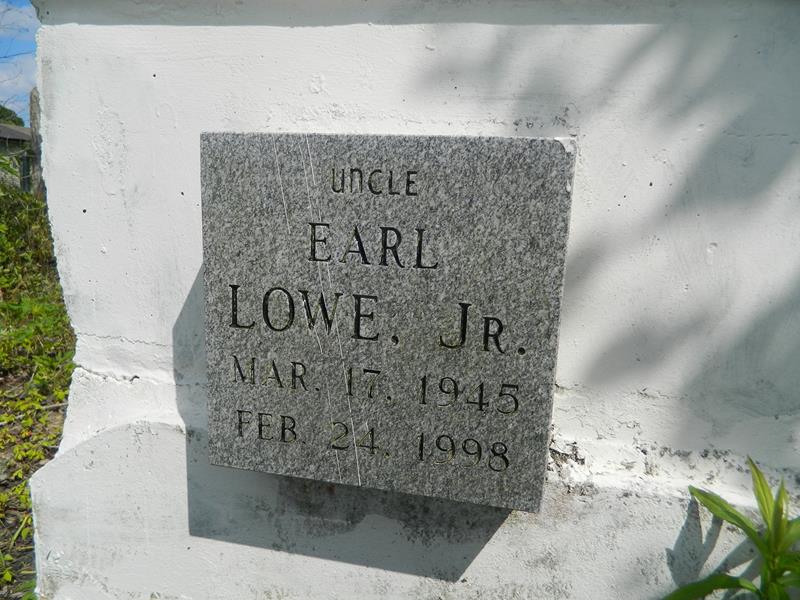 UNCLE
EARL
LOWE, JR.
MAR. 17, 1945
FEB. 24, 1998